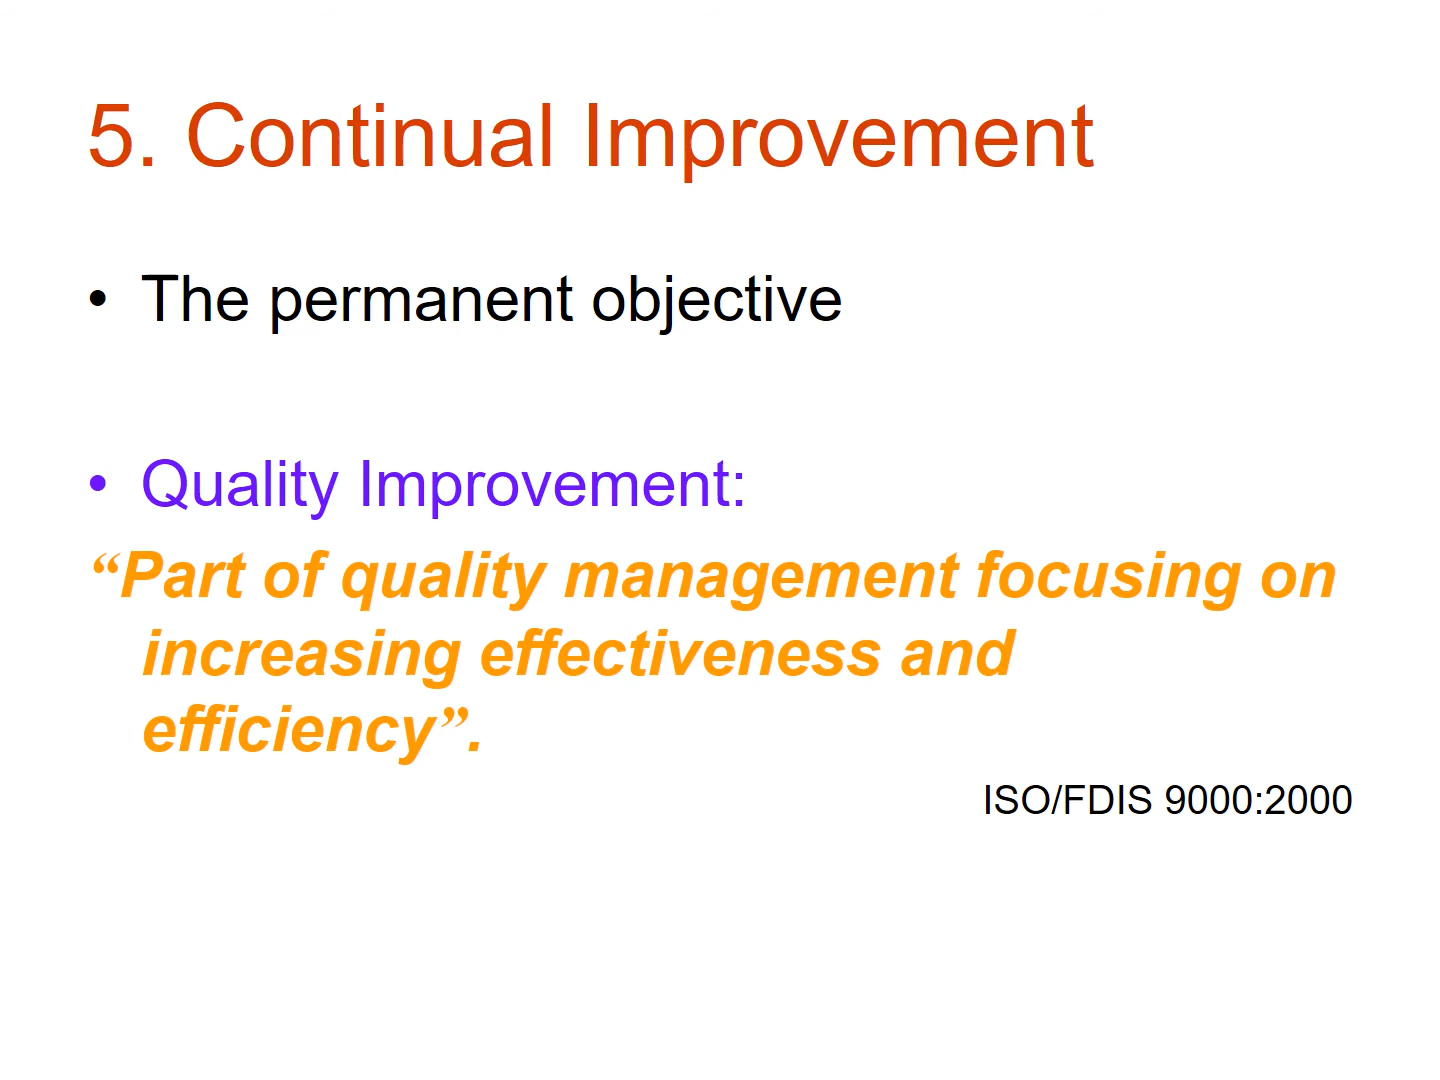 5. Continual Improvement
• The permanent objective
• Quality Improvement:
“Part of quality management focusing on
increasing effectiveness and
efficiency”.
ISO/FDIS 9000:2000